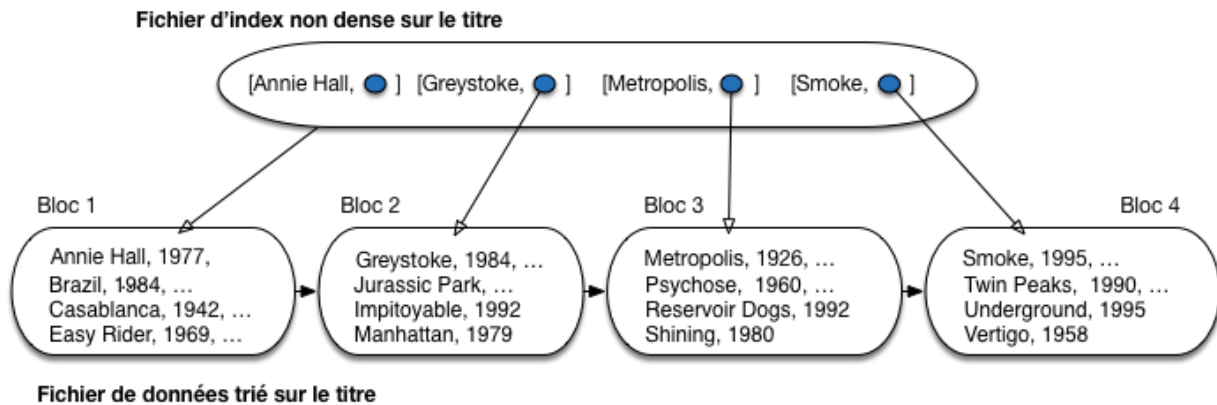 Fichier d'index non dense sur le titre
[Annie Hall, ] [Greystoke, ] [Metropolis, ] [Smoke, ]
Bloc 1
Annie Hall, 1977,
Brazil, 1984, ...
Casablanca, 1942, ...
Easy Rider, 1969, ...
Bloc 2
Greystoke, 1984, ...
Jurassic Park, ...
Impitoyable, 1992
Manhattan, 1979
Bloc 3
Metropolis, 1926, ...
Psychose, 1960, ...
Reservoir Dogs, 1992
Shining, 1980
Bloc 4
Smoke, 1995, ...
Twin Peaks, 1990, ...
Underground, 1995
Vertigo, 1958
Fichier de données trié sur le titre